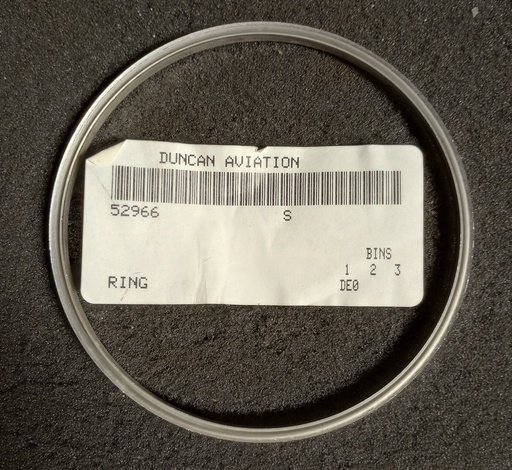 DUNCAN AVIATION
52966 S
BINS
1 2 3
RING DE0